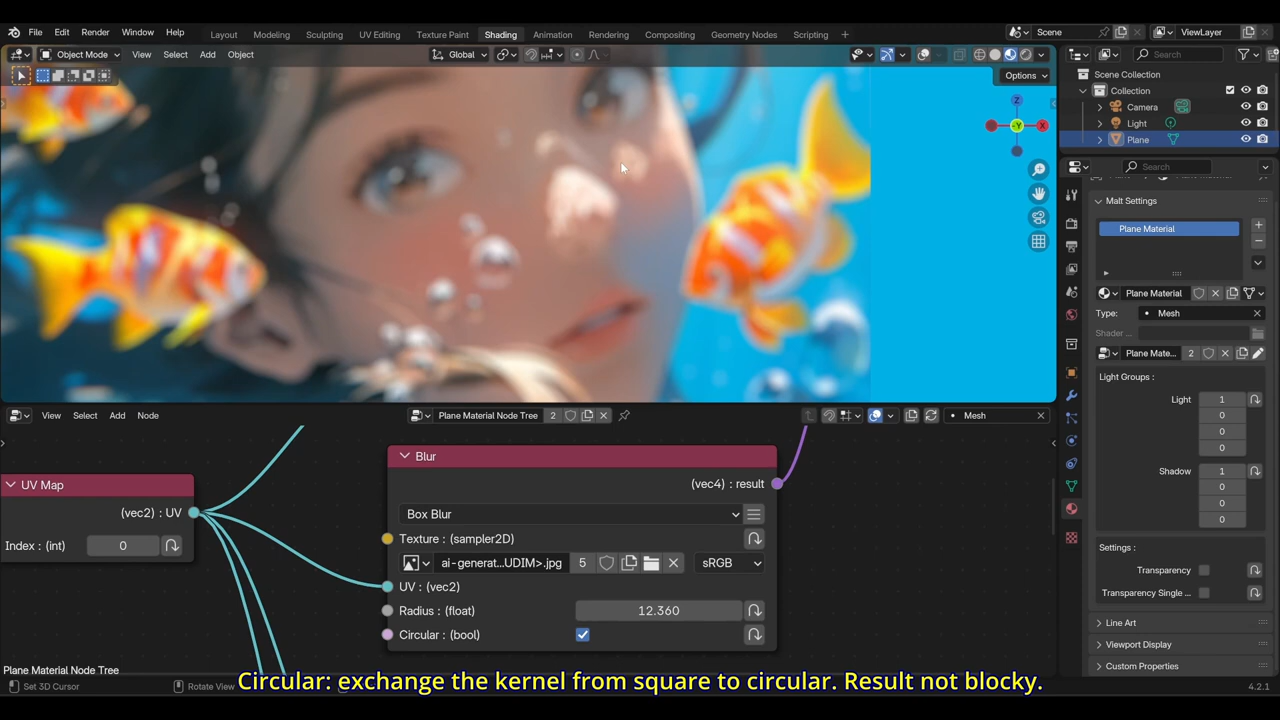 File Edit Render Window Help Layout Modeling Sculpting UV Editing Texture Paint Shading Animation Rendering Compositing Geometry Nodes Scripting + Scene ViewLayer
Object Mode View Select Add Object Global Search
Options
Scene Collection
Collection
Camera
Light
Plane
Search
Malt Settings
Plane Material
Plane Material
Type: Mesh
Shader ...
Plane Mate... 2
Light Groups :
Light 1
0
0
0
Shadow 1
0
0
0
Settings :
Transparency
Transparency Single ...
Line Art
Viewport Display
Custom Properties
Z
X
-Y
View Select Add Node Plane Material Node Tree 2 Mesh
UV Map
(vec2) : UV
Index : (int) 0
Blur
(vec4) : result
Box Blur
Texture : (sampler2D)
ai-generat...UDIM>.jpg 5 sRGB
UV : (vec2)
Radius : (float) 12.360
Circular : (bool)
Plane Material Node Tree
Circular: exchange the kernel from square to circular. Result not blocky.
Set 3D Cursor Rotate View 4.2.1